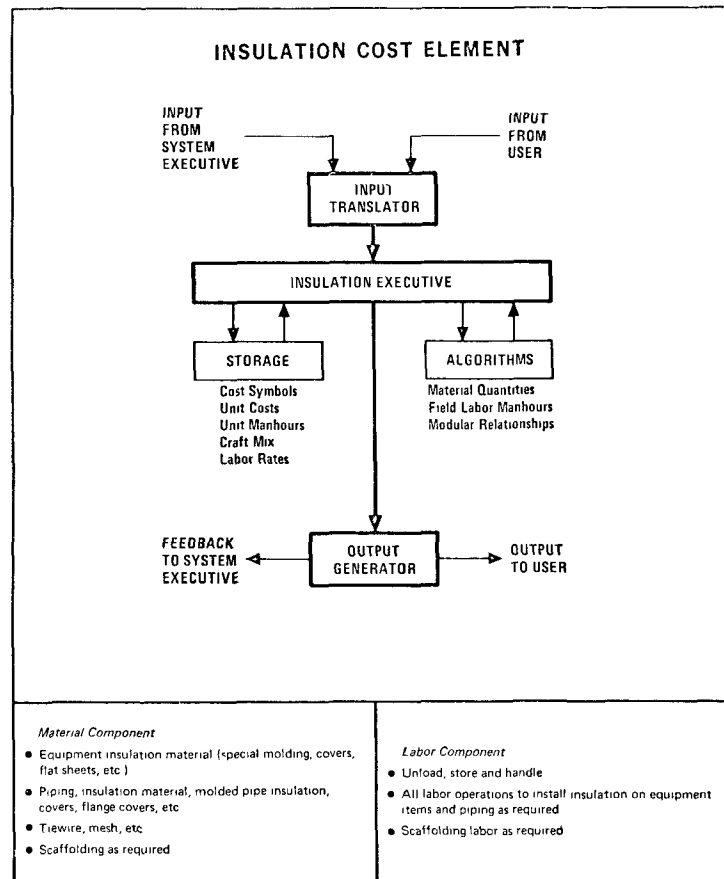 INSULATION COST ELEMENT
INPUT
FROM
SYSTEM
EXECUTIVE
INPUT
FROM
USER
INPUT
TRANSLATOR
INSULATION EXECUTIVE
STORAGE
Cost Symbols
Unit Costs
Unit Manhours
Craft Mix
Labor Rates
ALGORITHMS
Material Quantities
Field Labor Manhours
Modular Relationships
FEEDBACK
TO SYSTEM
EXECUTIVE
OUTPUT
GENERATOR
OUTPUT
TO USER
Material Component
● Equipment insulation material (special molding, covers,
flat sheets, etc )
● Piping, insulation material, molded pipe insulation,
covers, flange covers, etc
● Tiewire, mesh, etc
● Scaffolding as required
Labor Component
● Unload, store and handle
● All labor operations to install insulation on equipment
items and piping as required
● Scaffolding labor as required